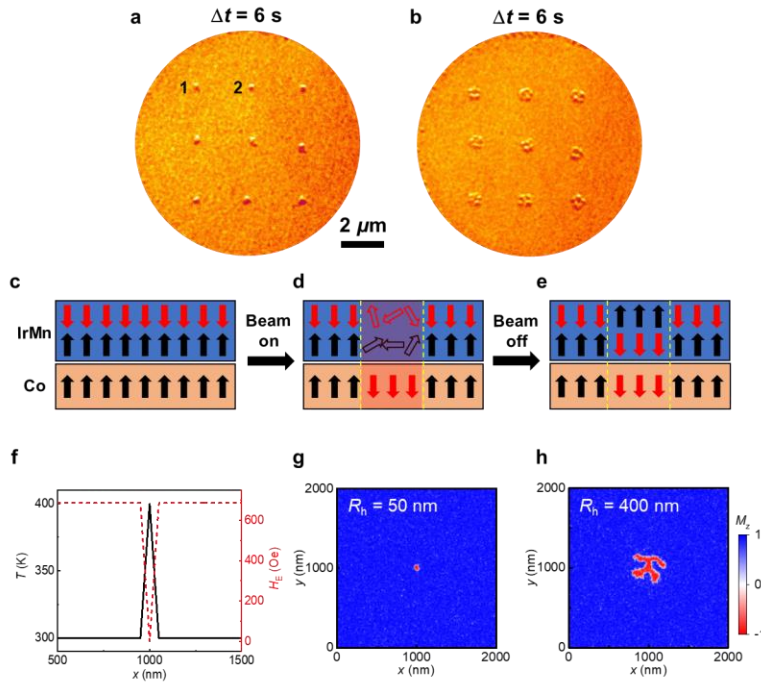 Δt = 6 s
Δt = 6 s
a
b
1
2
2 μm
c
d
e
IrMn
Co
Beam
on
Beam
off
f
g
h
T (K)
400
350
300
500
1000
1500
x (nm)
600
400
200
0
H_E (Oe)
R_h = 50 nm
y (nm)
2000
1000
0
0
1000
2000
x (nm)
R_h = 400 nm
y (nm)
2000
1000
0
0
1000
2000
x (nm)
M_z
1
0
-1